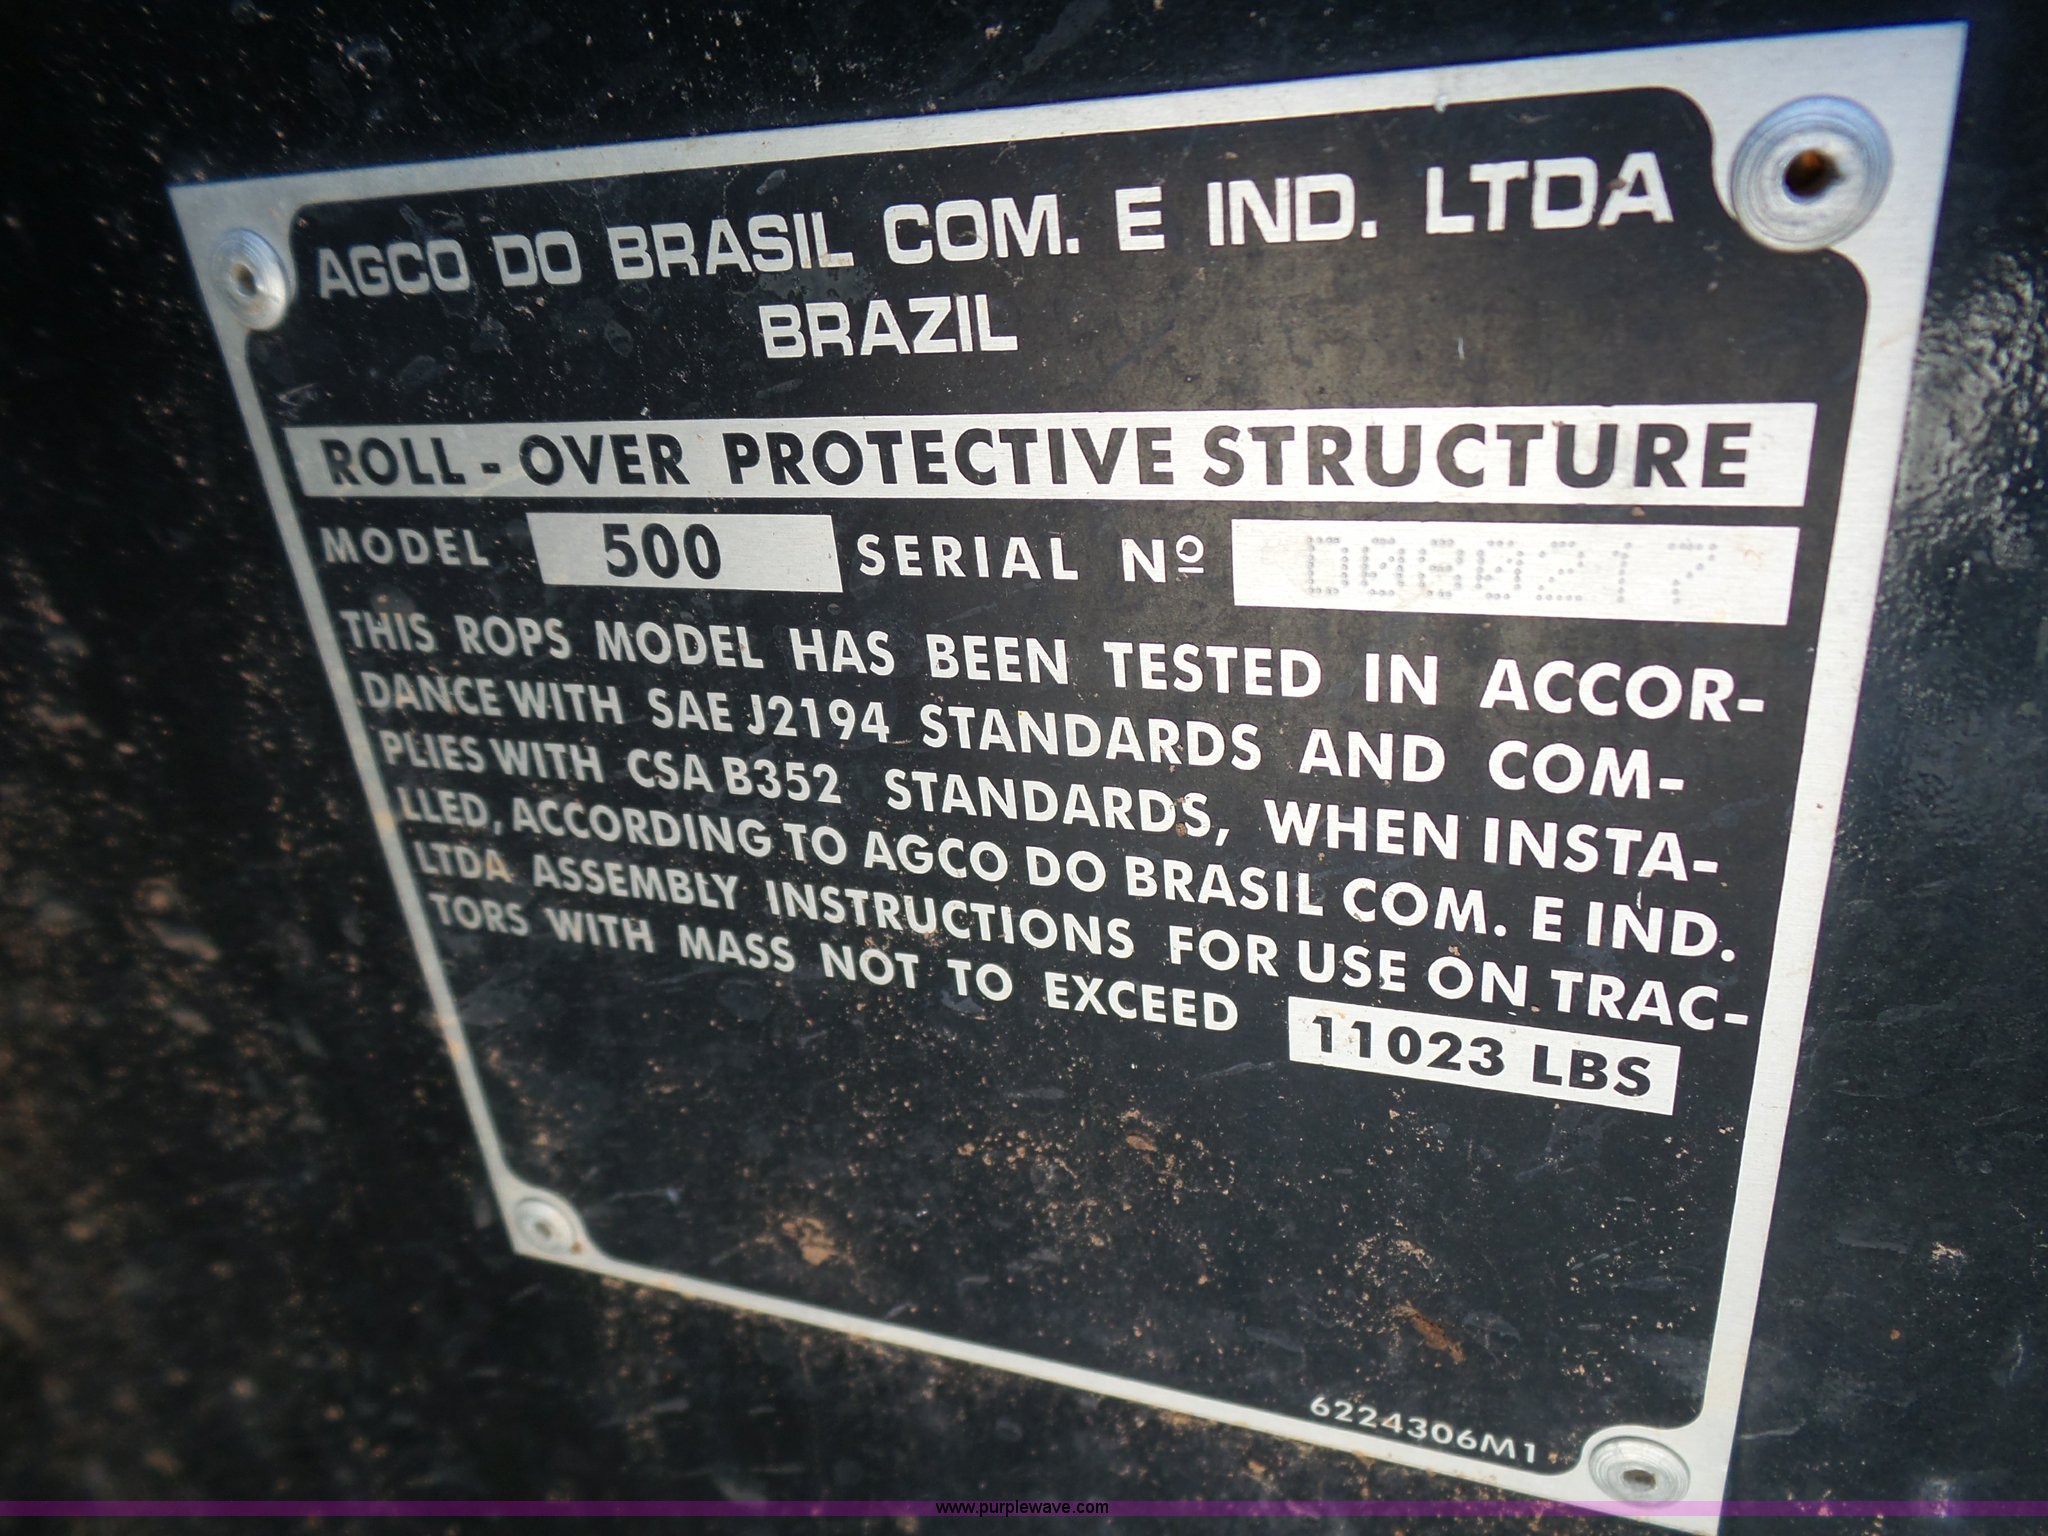 AGCO DO BRASIL COM. E IND. LTDA
BRAZIL
ROLL - OVER PROTECTIVE STRUCTURE
MODEL 500 SERIAL Nº
THIS ROPS MODEL HAS BEEN TESTED IN ACCOR-
DANCE WITH SAE J2194 STANDARDS AND COM-
PLIES WITH CSA B352 STANDARDS, WHEN INSTA-
LLED, ACCORDING TO AGCO DO BRASIL COM. E IND.
LTDA ASSEMBLY INSTRUCTIONS FOR USE ON TRAC-
TORS WITH MASS NOT TO EXCEED 11023 LBS
6224306M1
www.purplewave.com